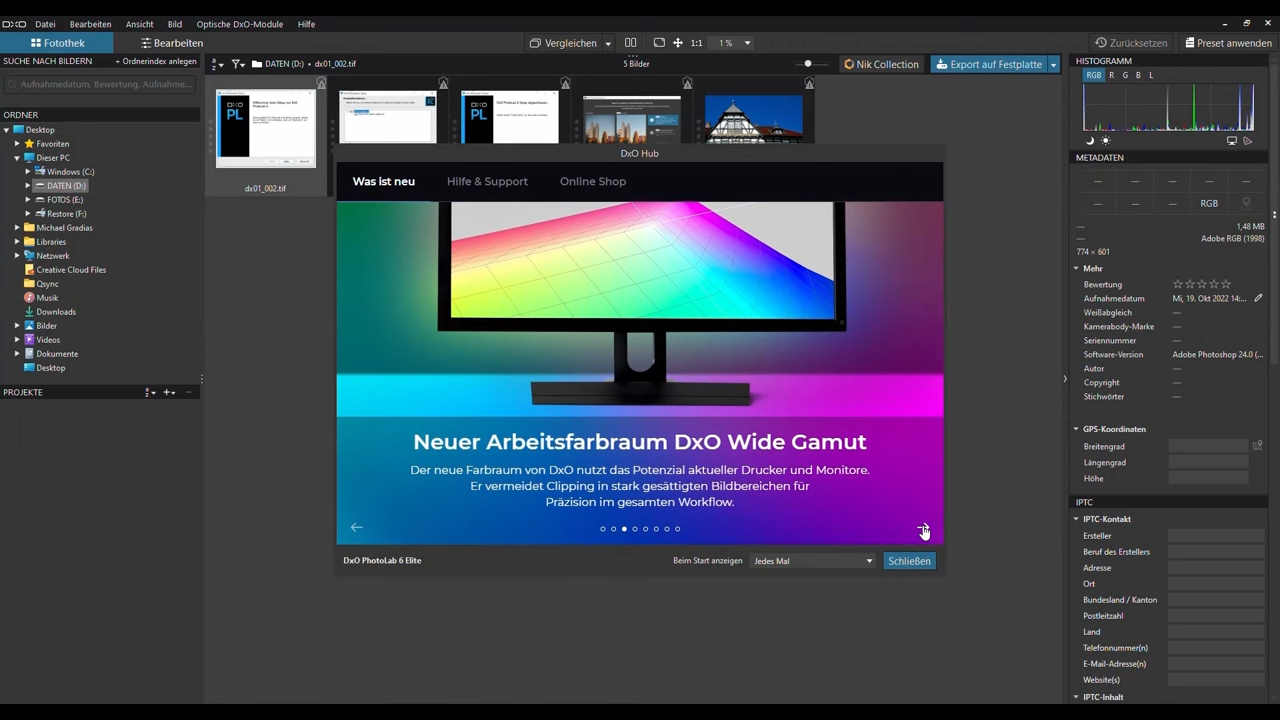 DxO
Datei
Bearbeiten
Ansicht
Bild
Optische DxO-Module
Hilfe
Fotothek
Bearbeiten
Vergleichen
1:1
1 %
Zurücksetzen
Preset anwenden
SUCHE NACH BILDERN
+ Ordnerindex anlegen
Aufnahmedatum, Bewertung, Aufnahme...
DATEN (D:) • dx01_002.tif
5 Bilder
Nik Collection
Export auf Festplatte
ORDNER
Desktop
Favoriten
Dieser PC
Windows (C:)
DATEN (D:)
FOTOS (E:)
Restore (F:)
Michael Gradias
Libraries
Netzwerk
Creative Cloud Files
Qsync
Musik
Downloads
Bilder
Videos
Dokumente
Desktop
PROJEKTE
DxO
PL
DxO
PL
dx01_002.tif
DxO Hub
Was ist neu
Hilfe & Support
Online Shop
Neuer Arbeitsfarbraum DxO Wide Gamut
Der neue Farbraum von DxO nutzt das Potenzial aktueller Drucker und Monitore.
Er vermeidet Clipping in stark gesättigten Bildbereichen für
Präzision im gesamten Workflow.
DxO PhotoLab 6 Elite
Beim Start anzeigen
Jedes Mal
Schließen
HISTOGRAMM
RGB R G B L
METADATEN
RGB
1,48 MB
Adobe RGB (1998)
774 × 601
Mehr
Bewertung
Aufnahmedatum Mi, 19. Okt 2022 14:...
Weißabgleich —
Kamerabody-Marke —
Seriennummer —
Software-Version Adobe Photoshop 24.0 (...
Autor —
Copyright —
Stichwörter —
GPS-Koordinaten
Breitengrad
Längengrad
Höhe
IPTC
IPTC-Kontakt
Ersteller
Beruf des Erstellers
Adresse
Ort
Bundesland / Kanton
Postleitzahl
Land
Telefonnummer(n)
E-Mail-Adresse(n)
Website(s)
IPTC-Inhalt